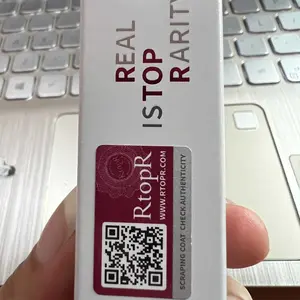 REAL
ISTOP
RARITY
RtopR
WWW.RTOPR.COM
SCRAPING COAT CHECK AUTHENTICITY